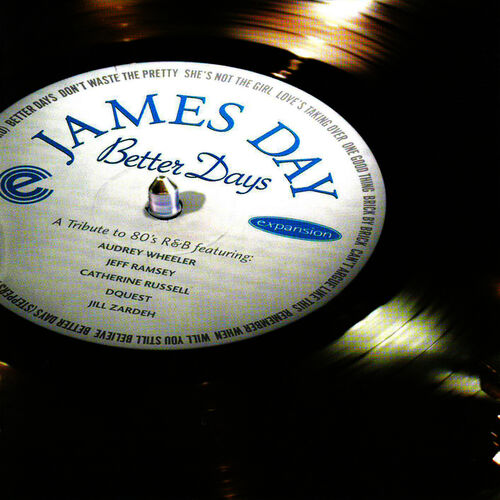 JAMES DAY
Better Days
expansion
A Tribute to 80's R&B featuring:
AUDREY WHEELER
JEFF RAMSEY
CATHERINE RUSSELL
DQUEST
JILL ZARDEH
BETTER DAYS DON'T WASTE THE PRETTY SHE'S NOT THE GIRL LOVE'S TAKING OVER ONE GOOD THING BRICK BY BRICK CAN'T ARGUE LIKE THIS REMEMBER WHEN WILL YOU STILL BELIEVE BETTER DAYS (STEPPERS